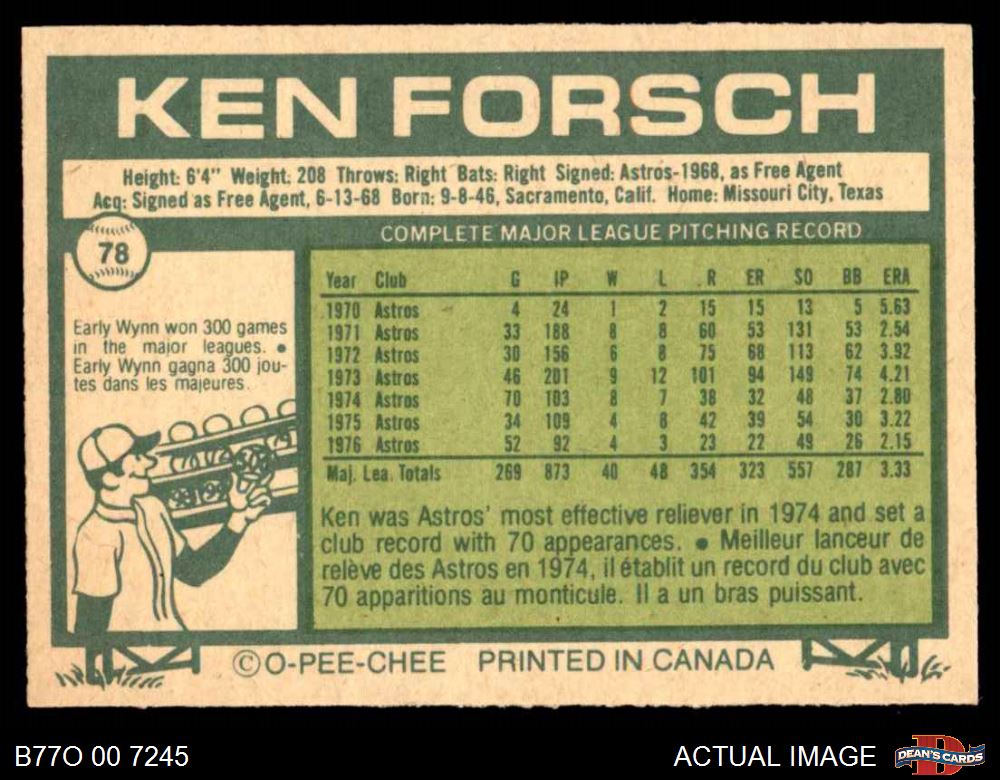 KEN FORSCH
Height: 6'4" Weight: 208 Throws: Right Bats: Right Signed: Astros-1968, as Free Agent
Acq: Signed as Free Agent, 6-13-68 Born: 9-8-46, Sacramento, Calif. Home: Missouri City, Texas
78
COMPLETE MAJOR LEAGUE PITCHING RECORD
Year Club G IP W L R ER SO BB ERA
1970 Astros 4 24 1 2 15 15 13 5 5.63
1971 Astros 33 188 8 8 60 53 131 53 2.54
1972 Astros 30 156 6 8 75 68 113 62 3.92
1973 Astros 46 201 9 12 101 94 149 74 4.21
1974 Astros 70 103 8 7 38 32 48 37 2.80
1975 Astros 34 109 4 8 42 39 54 30 3.22
1976 Astros 52 92 4 3 23 22 49 26 2.15
Maj. Lea. Totals 269 873 40 48 354 323 557 287 3.33
Early Wynn won 300 games
in the major leagues. •
Early Wynn gagna 300 jou-
tes dans les majeures.
300
Ken was Astros' most effective reliever in 1974 and set a
club record with 70 appearances. • Meilleur lanceur de
relève des Astros en 1974, il établit un record du club avec
70 apparitions au monticule. Il a un bras puissant.
© O-PEE-CHEE PRINTED IN CANADA
B77O 00 7245
ACTUAL IMAGE
DEAN'S CARDS